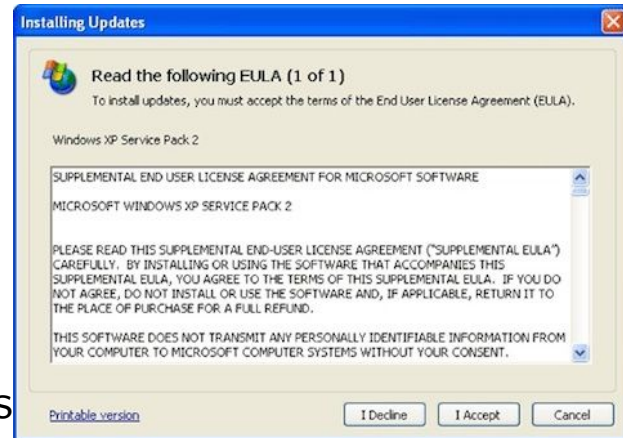 Installing Updates
Read the following EULA (1 of 1)
To install updates, you must accept the terms of the End User License Agreement (EULA).
Windows XP Service Pack 2
SUPPLEMENTAL END USER LICENSE AGREEMENT FOR MICROSOFT SOFTWARE
MICROSOFT WINDOWS XP SERVICE PACK 2
PLEASE READ THIS SUPPLEMENTAL END-USER LICENSE AGREEMENT ("SUPPLEMENTAL EULA")
CAREFULLY. BY INSTALLING OR USING THE SOFTWARE THAT ACCOMPANIES THIS
SUPPLEMENTAL EULA, YOU AGREE TO THE TERMS OF THIS SUPPLEMENTAL EULA. IF YOU DO
NOT AGREE, DO NOT INSTALL OR USE THE SOFTWARE AND, IF APPLICABLE, RETURN IT TO
THE PLACE OF PURCHASE FOR A FULL REFUND.
THIS SOFTWARE DOES NOT TRANSMIT ANY PERSONALLY IDENTIFIABLE INFORMATION FROM
YOUR COMPUTER TO MICROSOFT COMPUTER SYSTEMS WITHOUT YOUR CONSENT.
s
Printable version
I Decline
I Accept
Cancel